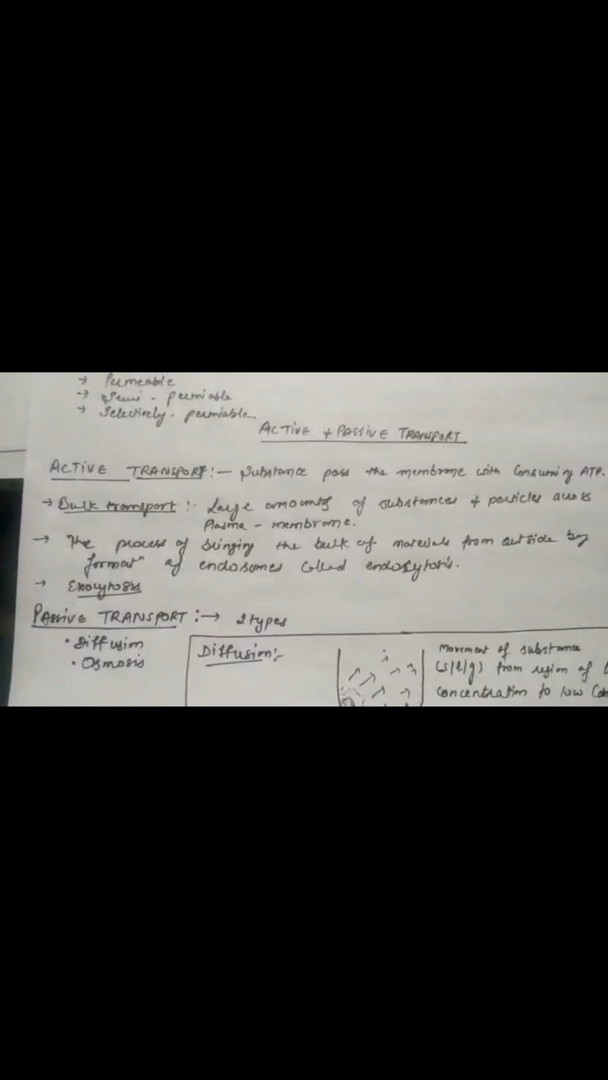 → Permeable
→ Semi - permiable
→ Selectively - permiable
ACTIVE & PASSIVE TRANSPORT
ACTIVE TRANSPORT :- Substance pass the membrane with Consuming ATP.
→ Bulk transport :- Large amounts of substances & particles across
Plasma - membrane.
→ The process of bringing the bulk of materials from outside by
format" of endosomes Called endocytosis.
→ Exocytosis
PASSIVE TRANSPORT :→ 2 types
• Diffusion
• Osmosis
Diffusion :-
Movement of substance
(s/l/g) from region of
concentration to low